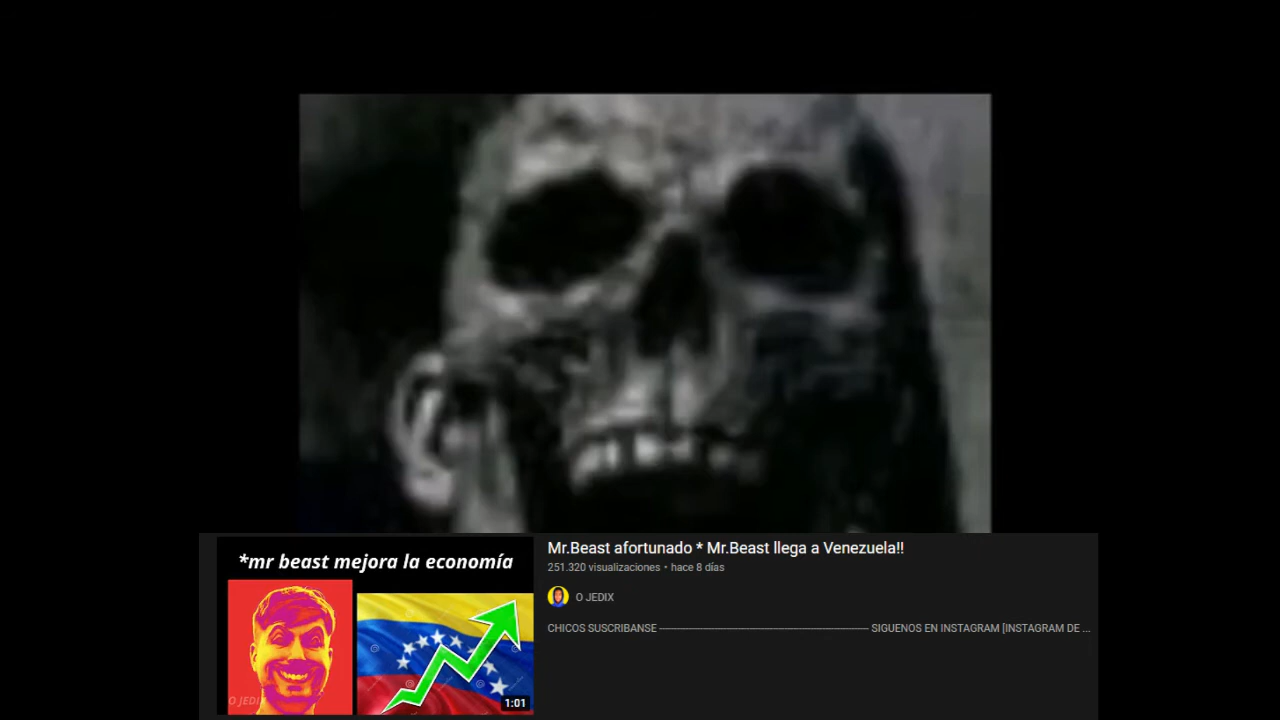 *mr beast mejora la economía
O JEDIX
1:01
Mr.Beast afortunado * Mr.Beast llega a Venezuela!!
251.320 visualizaciones • hace 8 días
O JEDIX
CHICOS SUSCRIBANSE ---------------------------------------------------------------- SIGUENOS EN INSTAGRAM [INSTAGRAM DE ...